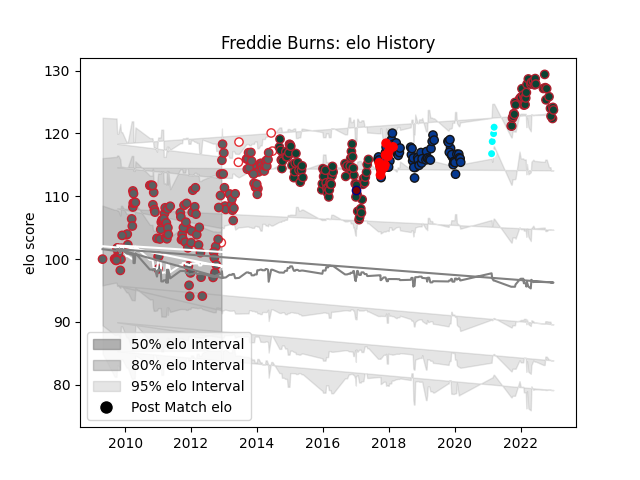 Freddie Burns: elo History
elo score
130
120
110
100
90
80
50% elo Interval
80% elo Interval
95% elo Interval
Post Match elo
2010 2012 2014 2016 2018 2020 2022